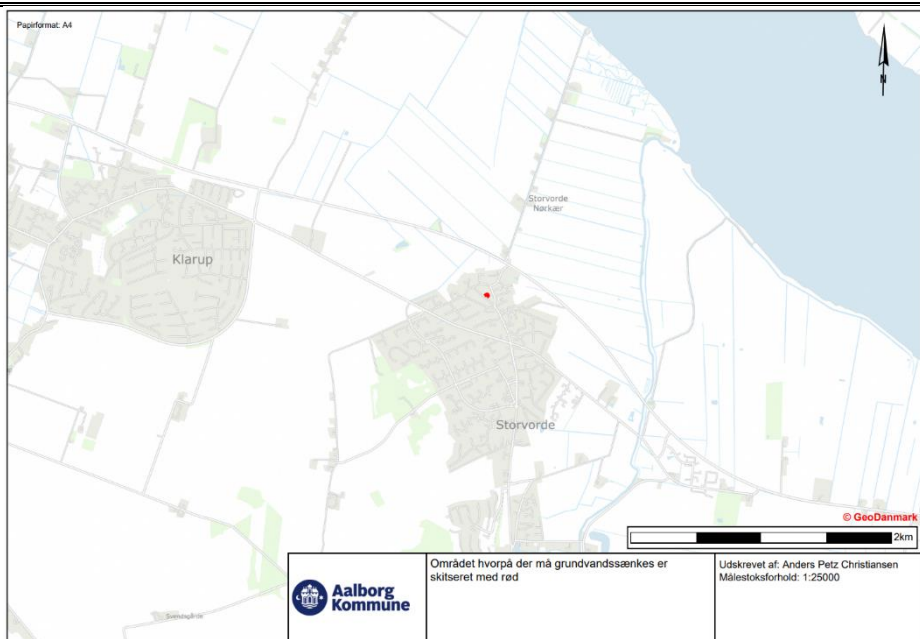 Papirformat: A4
N
Storvorde
Nørkær
Klarup
Storvorde
© GeoDanmark
2km
Aalborg
Kommune
Området hvorpå der må grundvandssænkes er
skitseret med rød
Udskrevet af: Anders Petz Christiansen
Målestoksforhold: 1:25000